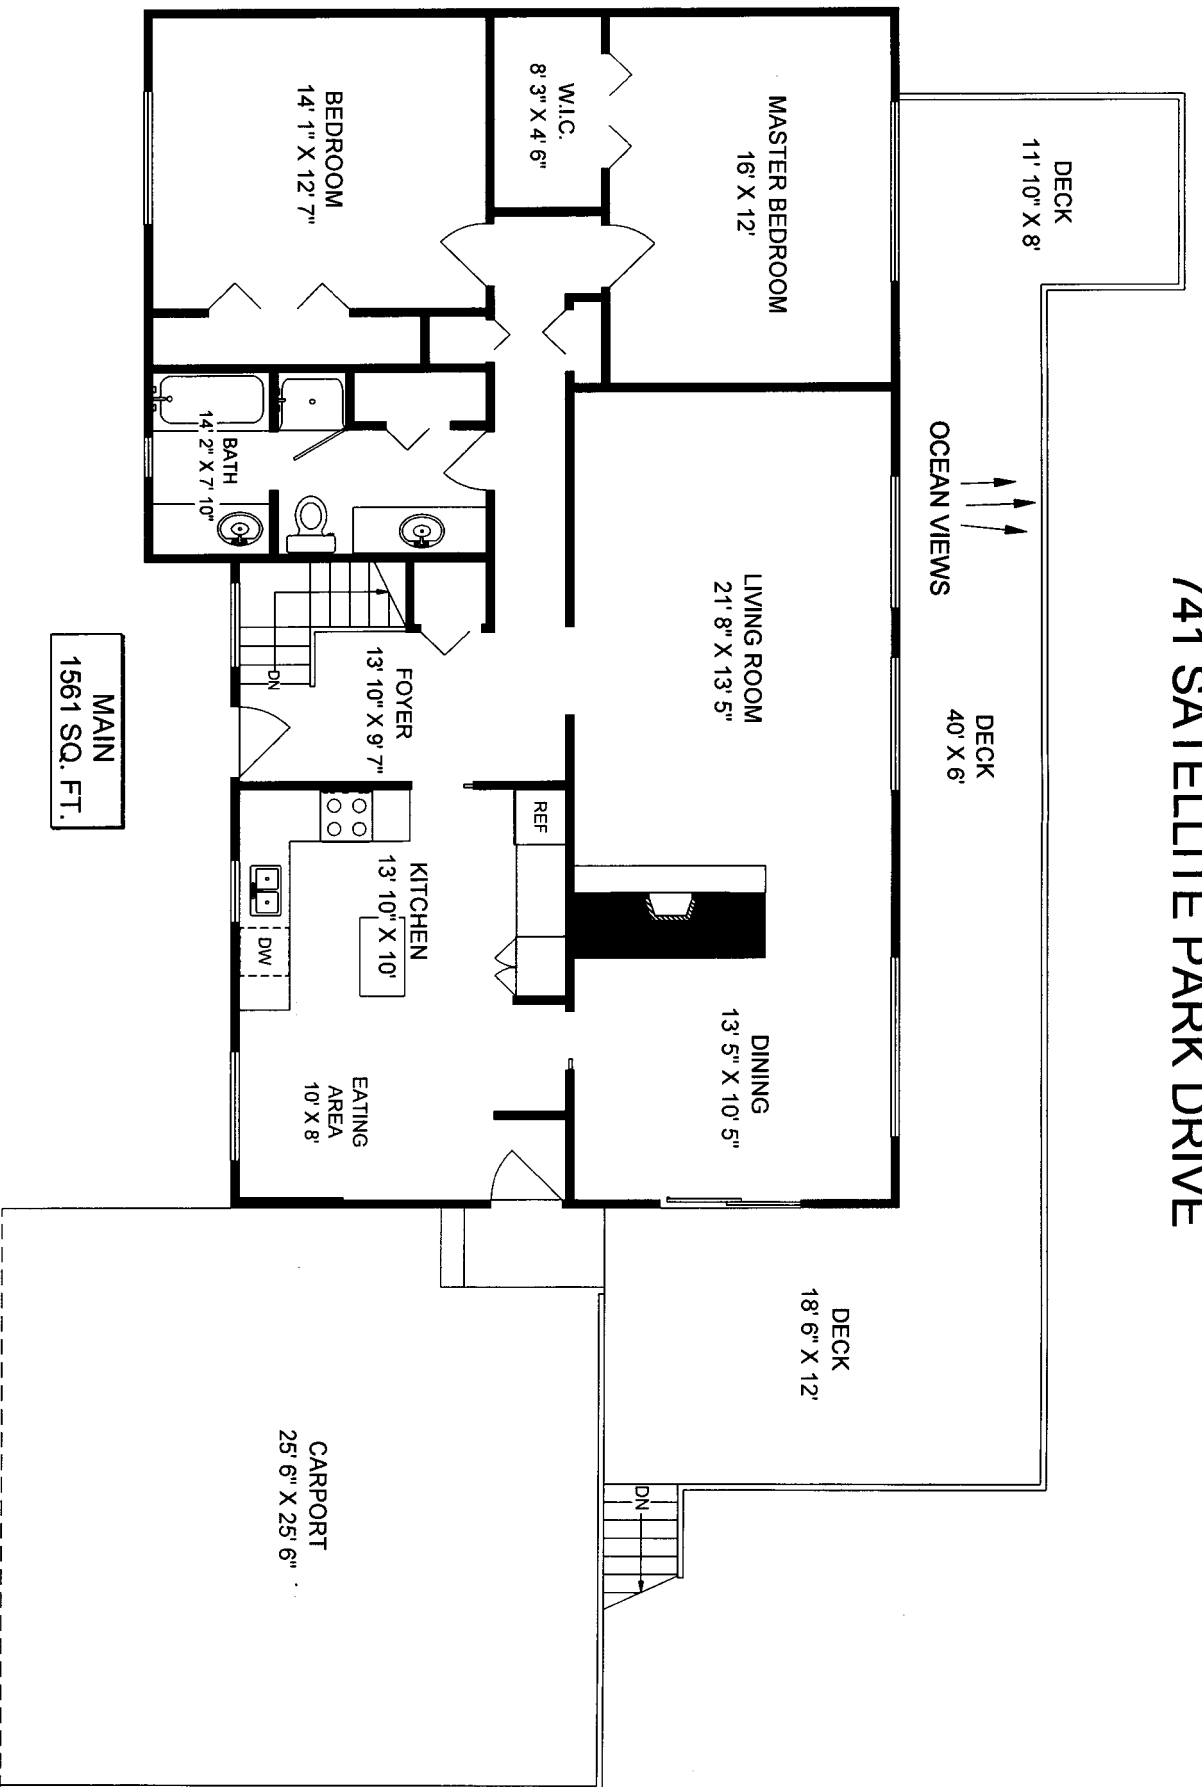 741 SATELLITE PARK DRIVE
DECK
11' 10" X 8'
OCEAN VIEWS
DECK
40' X 6'
MASTER BEDROOM
16' X 12'
LIVING ROOM
21' 8" X 13' 5"
DINING
13' 5" X 10' 5"
DECK
18' 6" X 12'
DN
W.I.C.
8' 3" X 4' 6"
REF
BEDROOM
14' 1" X 12' 7"
FOYER
13' 10" X 9' 7"
KITCHEN
13' 10" X 10'
EATING
AREA
10' X 8'
CARPORT
25' 6" X 25' 6"
BATH
14' 2" X 7' 10"
DN
DW
MAIN
1561 SQ. FT.